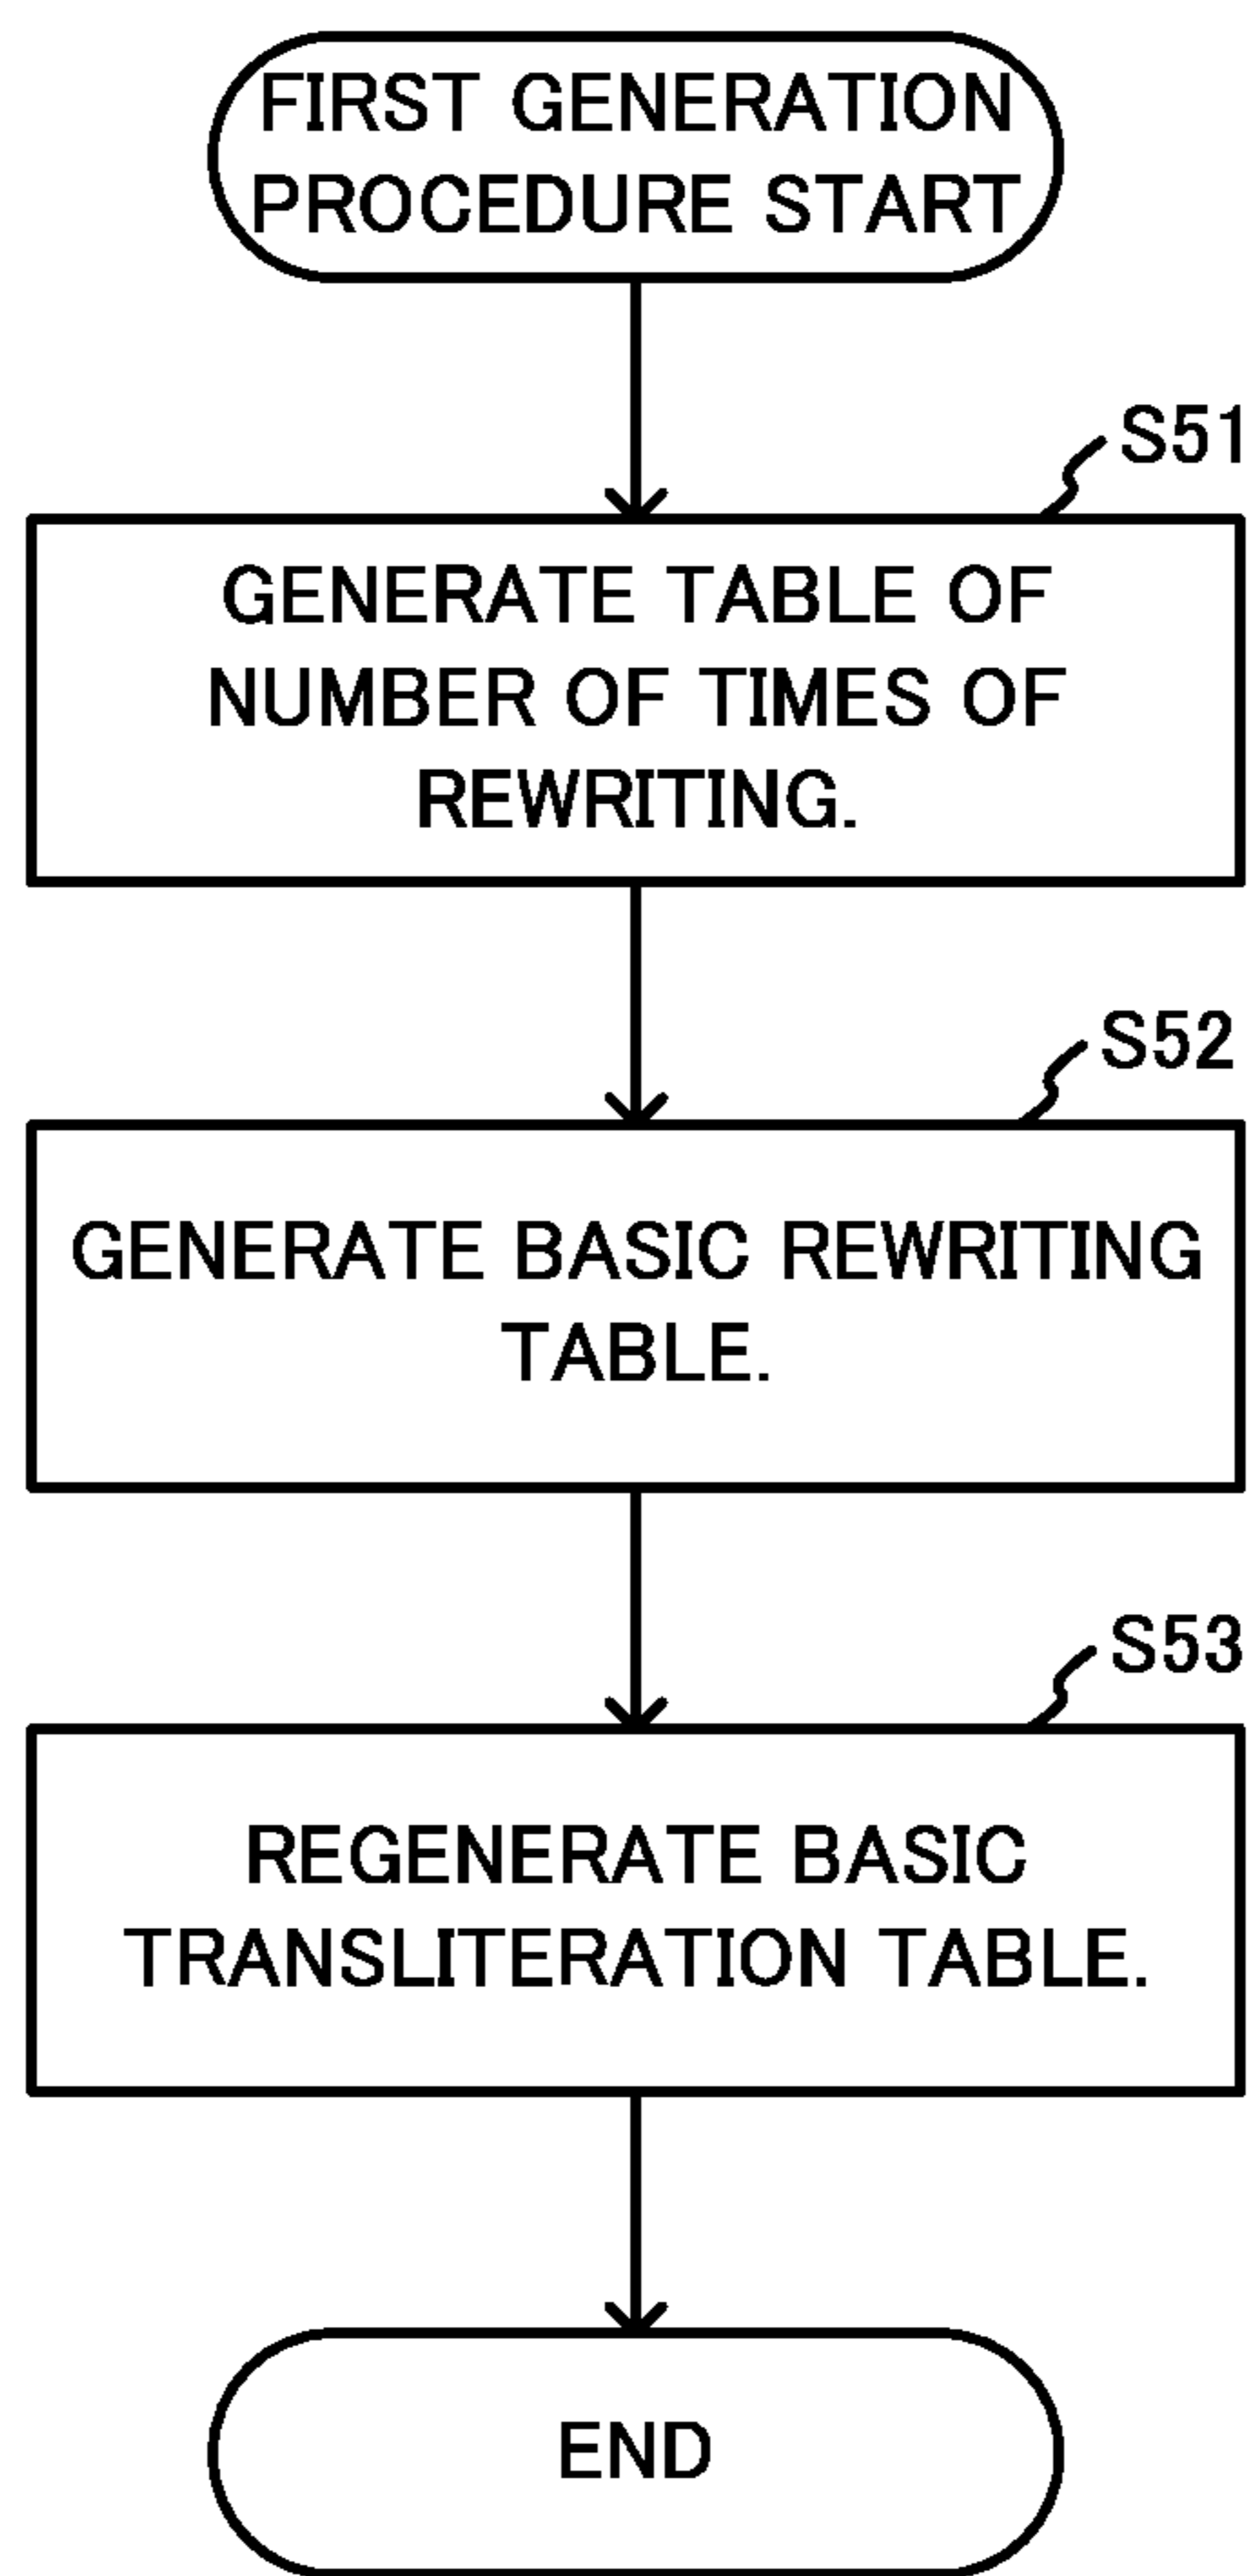 FIRST GENERATION
PROCEDURE START
S51
GENERATE TABLE OF
NUMBER OF TIMES OF
REWRITING.
S52
GENERATE BASIC REWRITING
TABLE.
S53
REGENERATE BASIC
TRANSLITERATION TABLE.
END